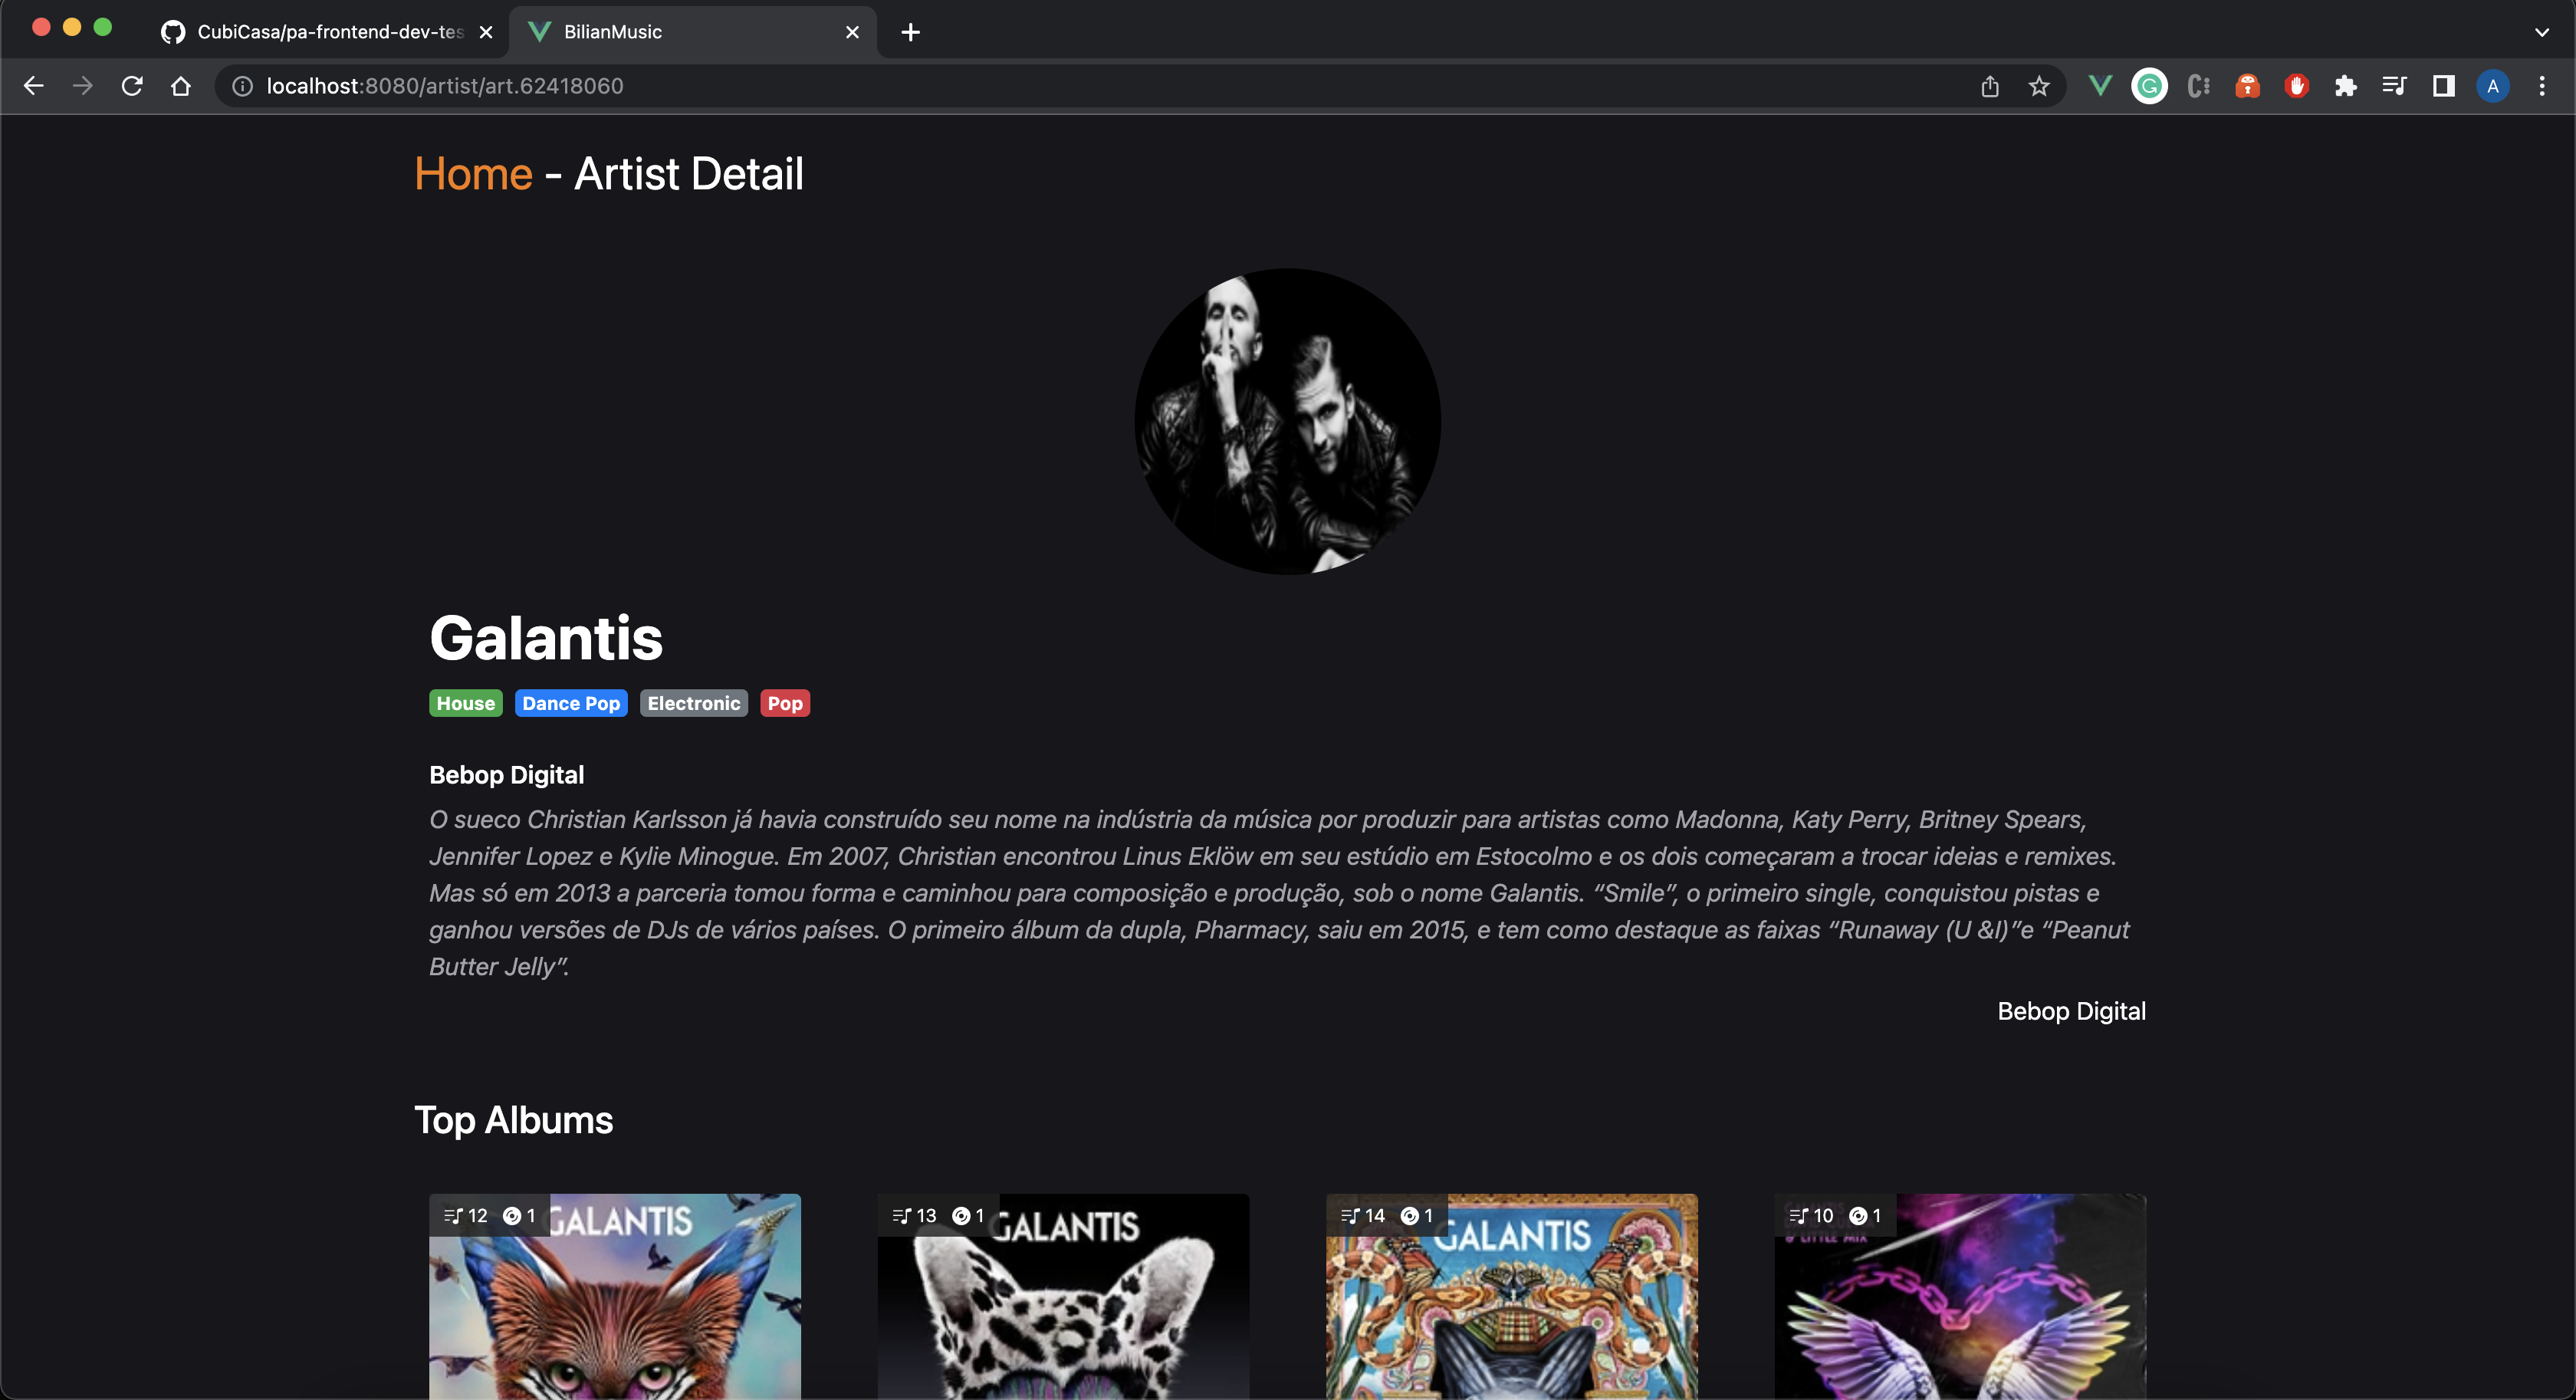 CubiCasa/pa-frontend-dev-tes
BilianMusic
localhost:8080/artist/art.62418060
A
Home - Artist Detail
Galantis
House Dance Pop Electronic Pop
Bebop Digital
O sueco Christian Karlsson já havia construído seu nome na indústria da música por produzir para artistas como Madonna, Katy Perry, Britney Spears,
Jennifer Lopez e Kylie Minogue. Em 2007, Christian encontrou Linus Eklöw em seu estúdio em Estocolmo e os dois começaram a trocar ideias e remixes.
Mas só em 2013 a parceria tomou forma e caminhou para composição e produção, sob o nome Galantis. “Smile”, o primeiro single, conquistou pistas e
ganhou versões de DJs de vários países. O primeiro álbum da dupla, Pharmacy, saiu em 2015, e tem como destaque as faixas “Runaway (U &I)”e “Peanut
Butter Jelly”.
Bebop Digital
Top Albums
12 1 GALANTIS
13 1 GALANTIS
14 1 GALANTIS
10 1
& LITTLE MIX